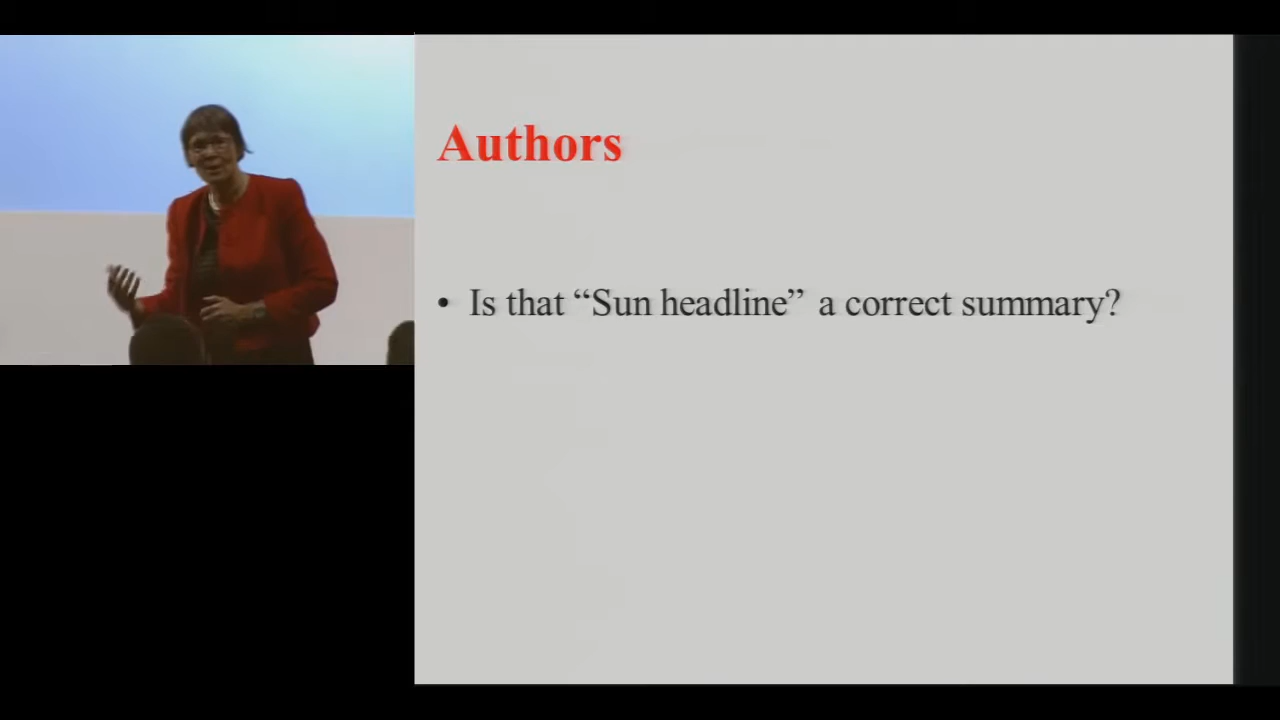 Authors
• Is that “Sun headline” a correct summary?